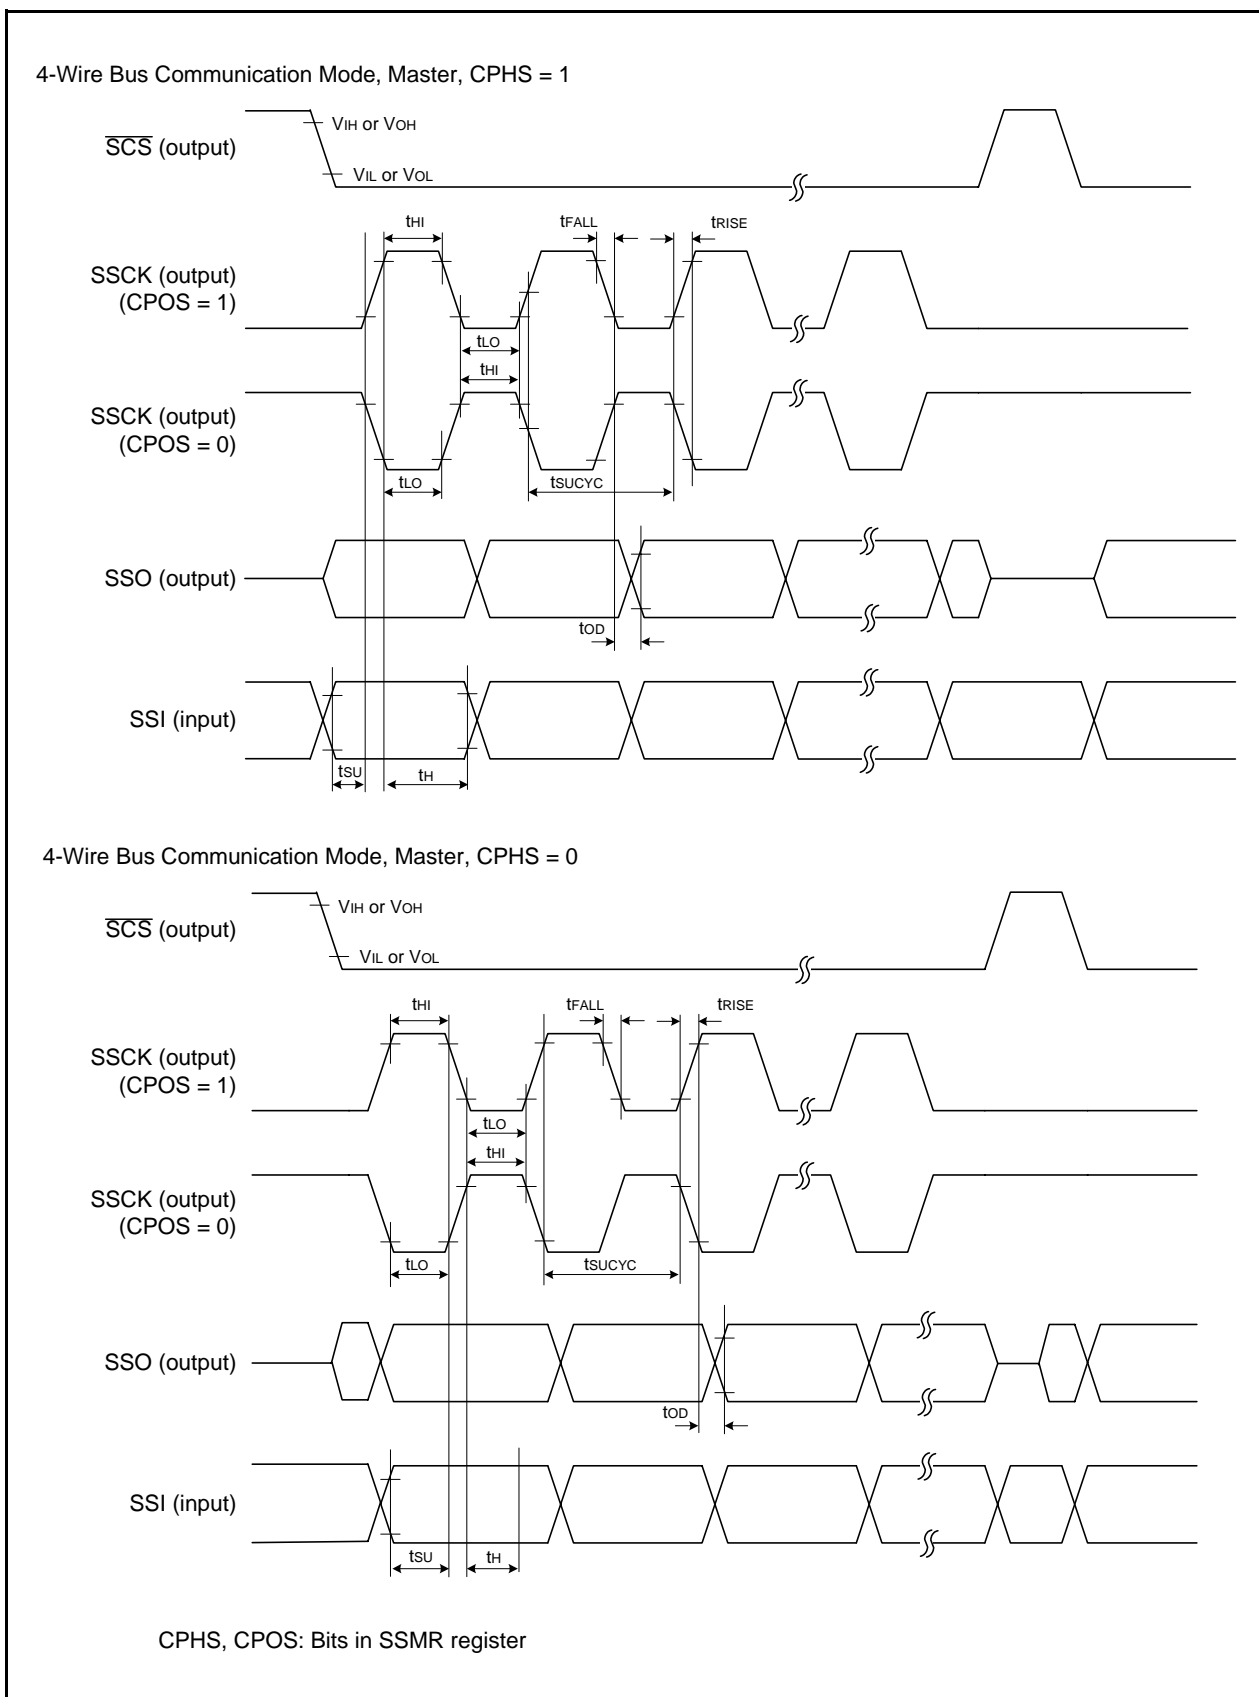 4-Wire Bus Communication Mode, Master, CPHS = 1
VIH or VOH
SCS (output)
VIL or VOL
tHI
tFALL
tRISE
SSCK (output)
(CPOS = 1)
tLO
tHI
SSCK (output)
(CPOS = 0)
tLO
tSUCYC
SSO (output)
tOD
SSI (input)
tSU
tH
4-Wire Bus Communication Mode, Master, CPHS = 0
VIH or VOH
SCS (output)
VIL or VOL
tHI
tFALL
tRISE
SSCK (output)
(CPOS = 1)
tLO
tHI
SSCK (output)
(CPOS = 0)
tLO
tSUCYC
SSO (output)
tOD
SSI (input)
tSU
tH
CPHS, CPOS: Bits in SSMR register